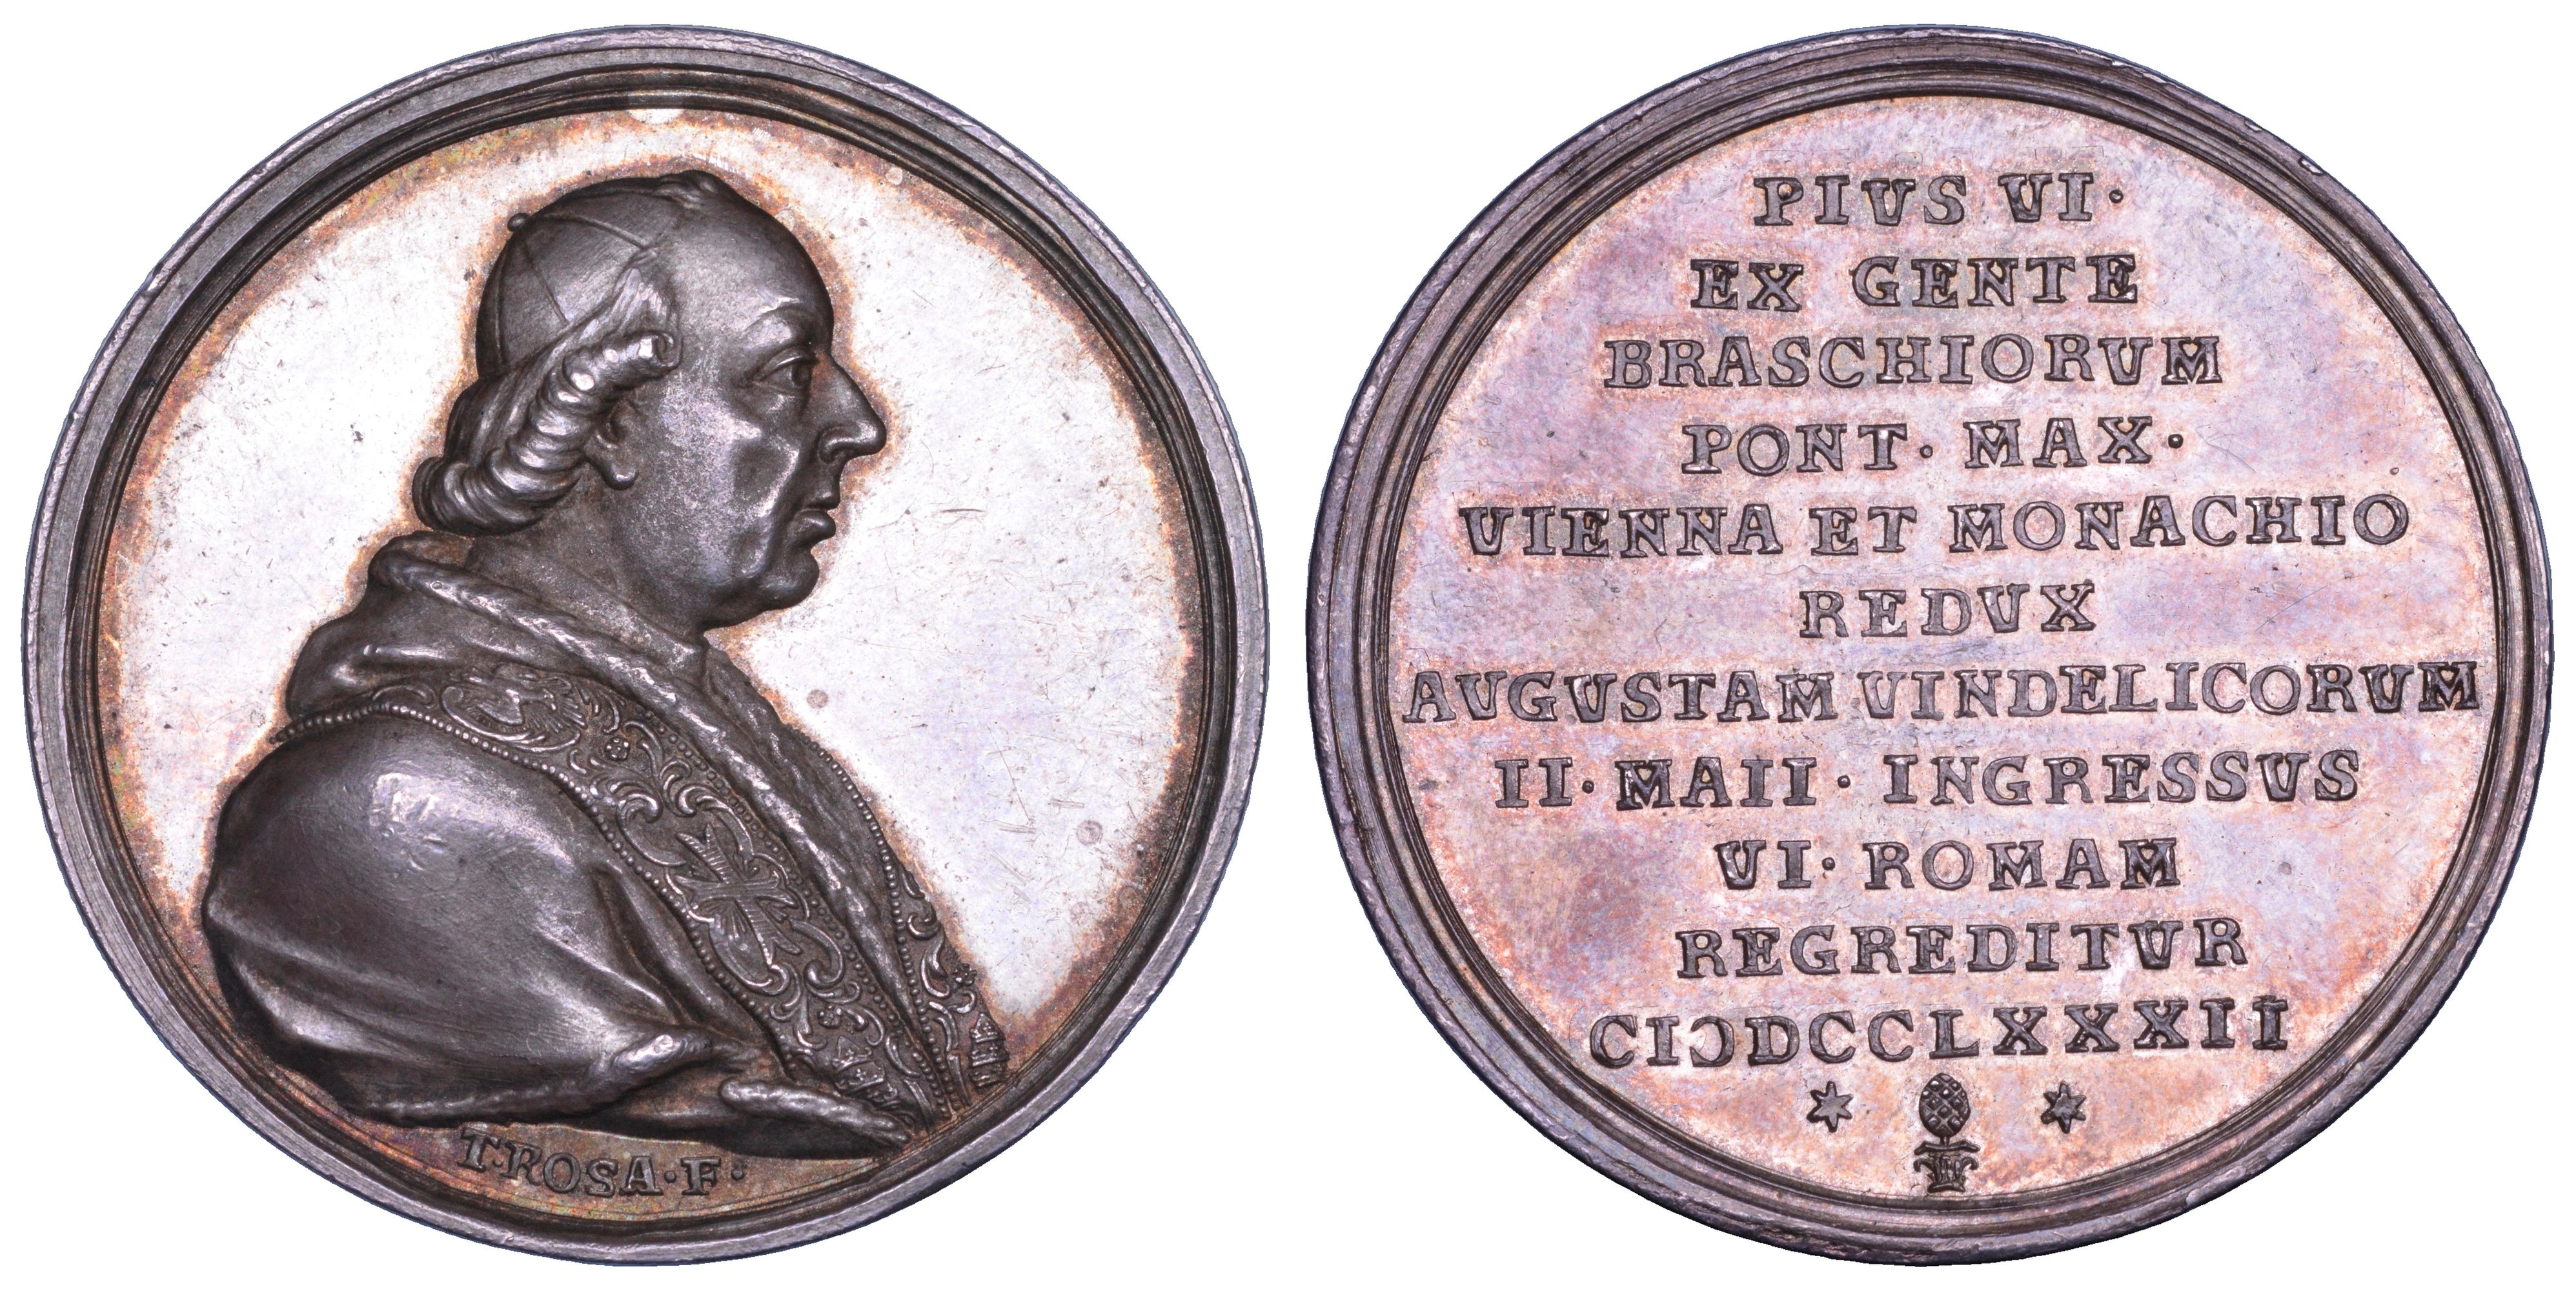 T·ROSA·F·
PIVS VI·
EX GENTE
BRASCHIORVM
PONT·MAX·
VIENNA ET MONACHIO
REDVX
AVGVSTAM VINDELICORVM
II·MAII·INGRESSVS
VI·ROMAM
REGREDITVR
CIƆDCCLXXXII